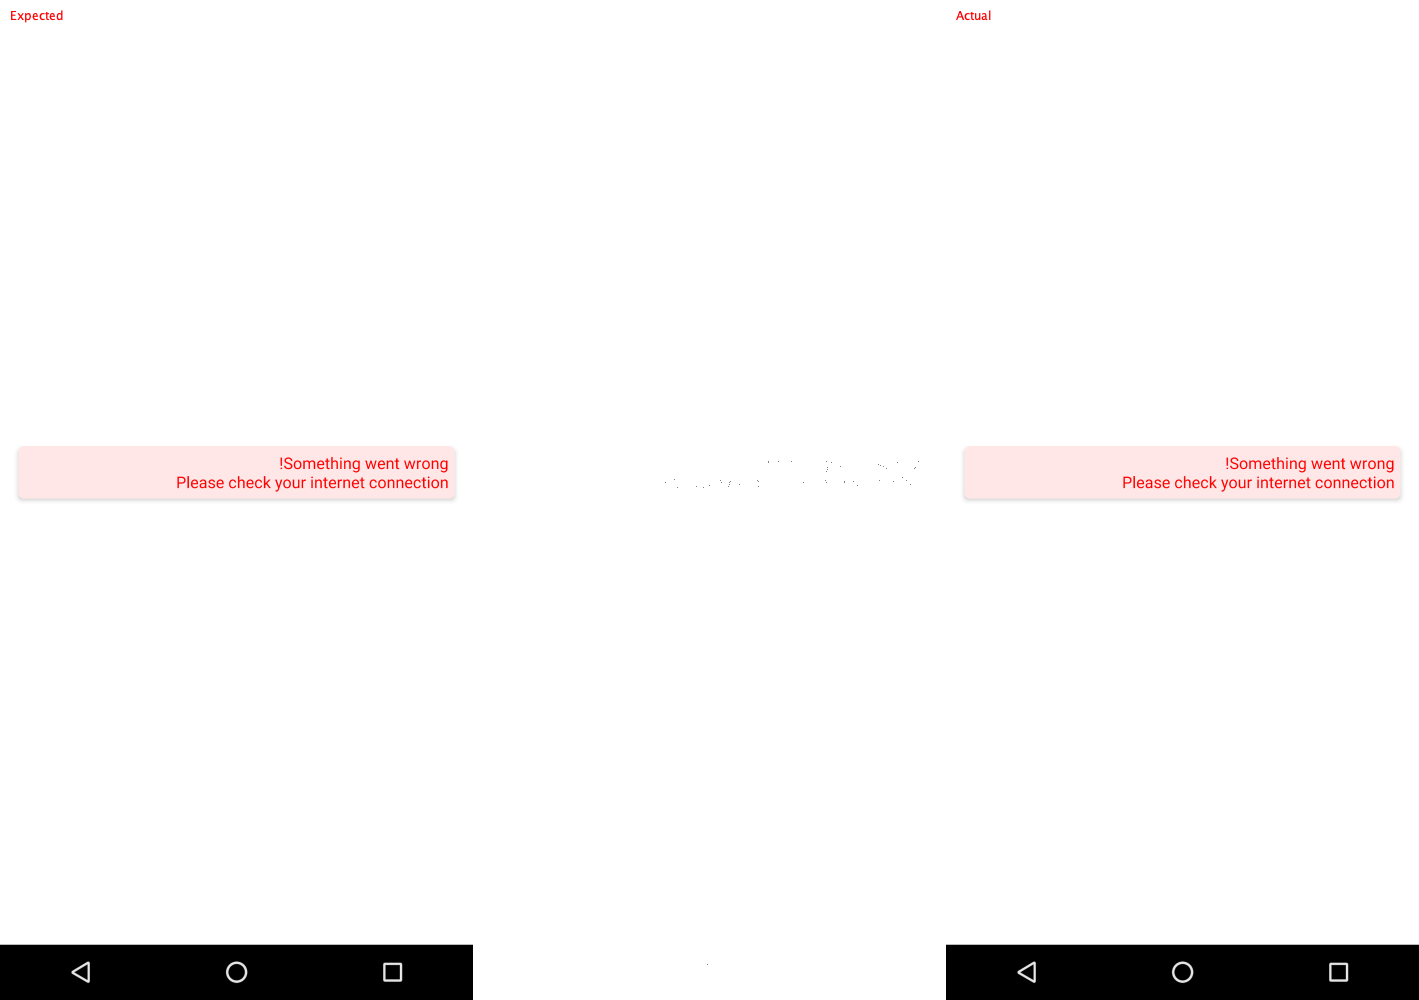 Expected
Actual
!Something went wrong
Please check your internet connection
!Something went wrong
Please check your internet connection